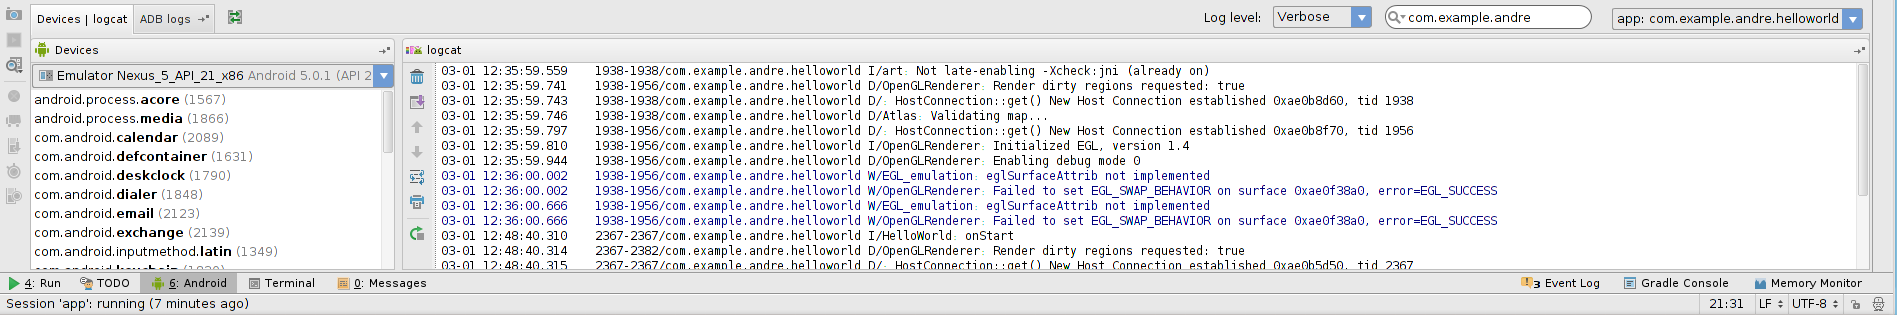 Devices | logcat
ADB logs
Log level:
Verbose
com.example.andre
app: com.example.andre.helloworld
Devices
logcat
Emulator Nexus_5_API_21_x86 Android 5.0.1 (API 2
android.process.acore (1567)
android.process.media (1866)
com.android.calendar (2089)
com.android.defcontainer (1631)
com.android.deskclock (1790)
com.android.dialer (1848)
com.android.email (2123)
com.android.exchange (2139)
com.android.inputmethod.latin (1349)
03-01 12:35:59.559 1938-1938/com.example.andre.helloworld I/art﹕ Not late-enabling -Xcheck:jni (already on)
03-01 12:35:59.741 1938-1956/com.example.andre.helloworld D/OpenGLRenderer﹕ Render dirty regions requested: true
03-01 12:35:59.743 1938-1938/com.example.andre.helloworld D/﹕ HostConnection::get() New Host Connection established 0xae0b8d60, tid 1938
03-01 12:35:59.746 1938-1938/com.example.andre.helloworld D/Atlas﹕ Validating map...
03-01 12:35:59.797 1938-1956/com.example.andre.helloworld D/﹕ HostConnection::get() New Host Connection established 0xae0b8f70, tid 1956
03-01 12:35:59.810 1938-1956/com.example.andre.helloworld I/OpenGLRenderer﹕ Initialized EGL, version 1.4
03-01 12:35:59.944 1938-1956/com.example.andre.helloworld D/OpenGLRenderer﹕ Enabling debug mode 0
03-01 12:36:00.002 1938-1956/com.example.andre.helloworld W/EGL_emulation﹕ eglSurfaceAttrib not implemented
03-01 12:36:00.002 1938-1956/com.example.andre.helloworld W/OpenGLRenderer﹕ Failed to set EGL_SWAP_BEHAVIOR on surface 0xae0f38a0, error=EGL_SUCCESS
03-01 12:36:00.666 1938-1956/com.example.andre.helloworld W/EGL_emulation﹕ eglSurfaceAttrib not implemented
03-01 12:36:00.666 1938-1956/com.example.andre.helloworld W/OpenGLRenderer﹕ Failed to set EGL_SWAP_BEHAVIOR on surface 0xae0f38a0, error=EGL_SUCCESS
03-01 12:48:40.310 2367-2367/com.example.andre.helloworld I/HelloWorld﹕ onStart
03-01 12:48:40.314 2367-2382/com.example.andre.helloworld D/OpenGLRenderer﹕ Render dirty regions requested: true
03-01 12:48:40.315 2367-2367/com.example.andre.helloworld D/﹕ HostConnection::get() New Host Connection established 0xae0b5d50, tid 2367
4: Run
TODO
6: Android
Terminal
0: Messages
3 Event Log
Gradle Console
Memory Monitor
Session 'app': running (7 minutes ago)
21:31
LF
UTF-8